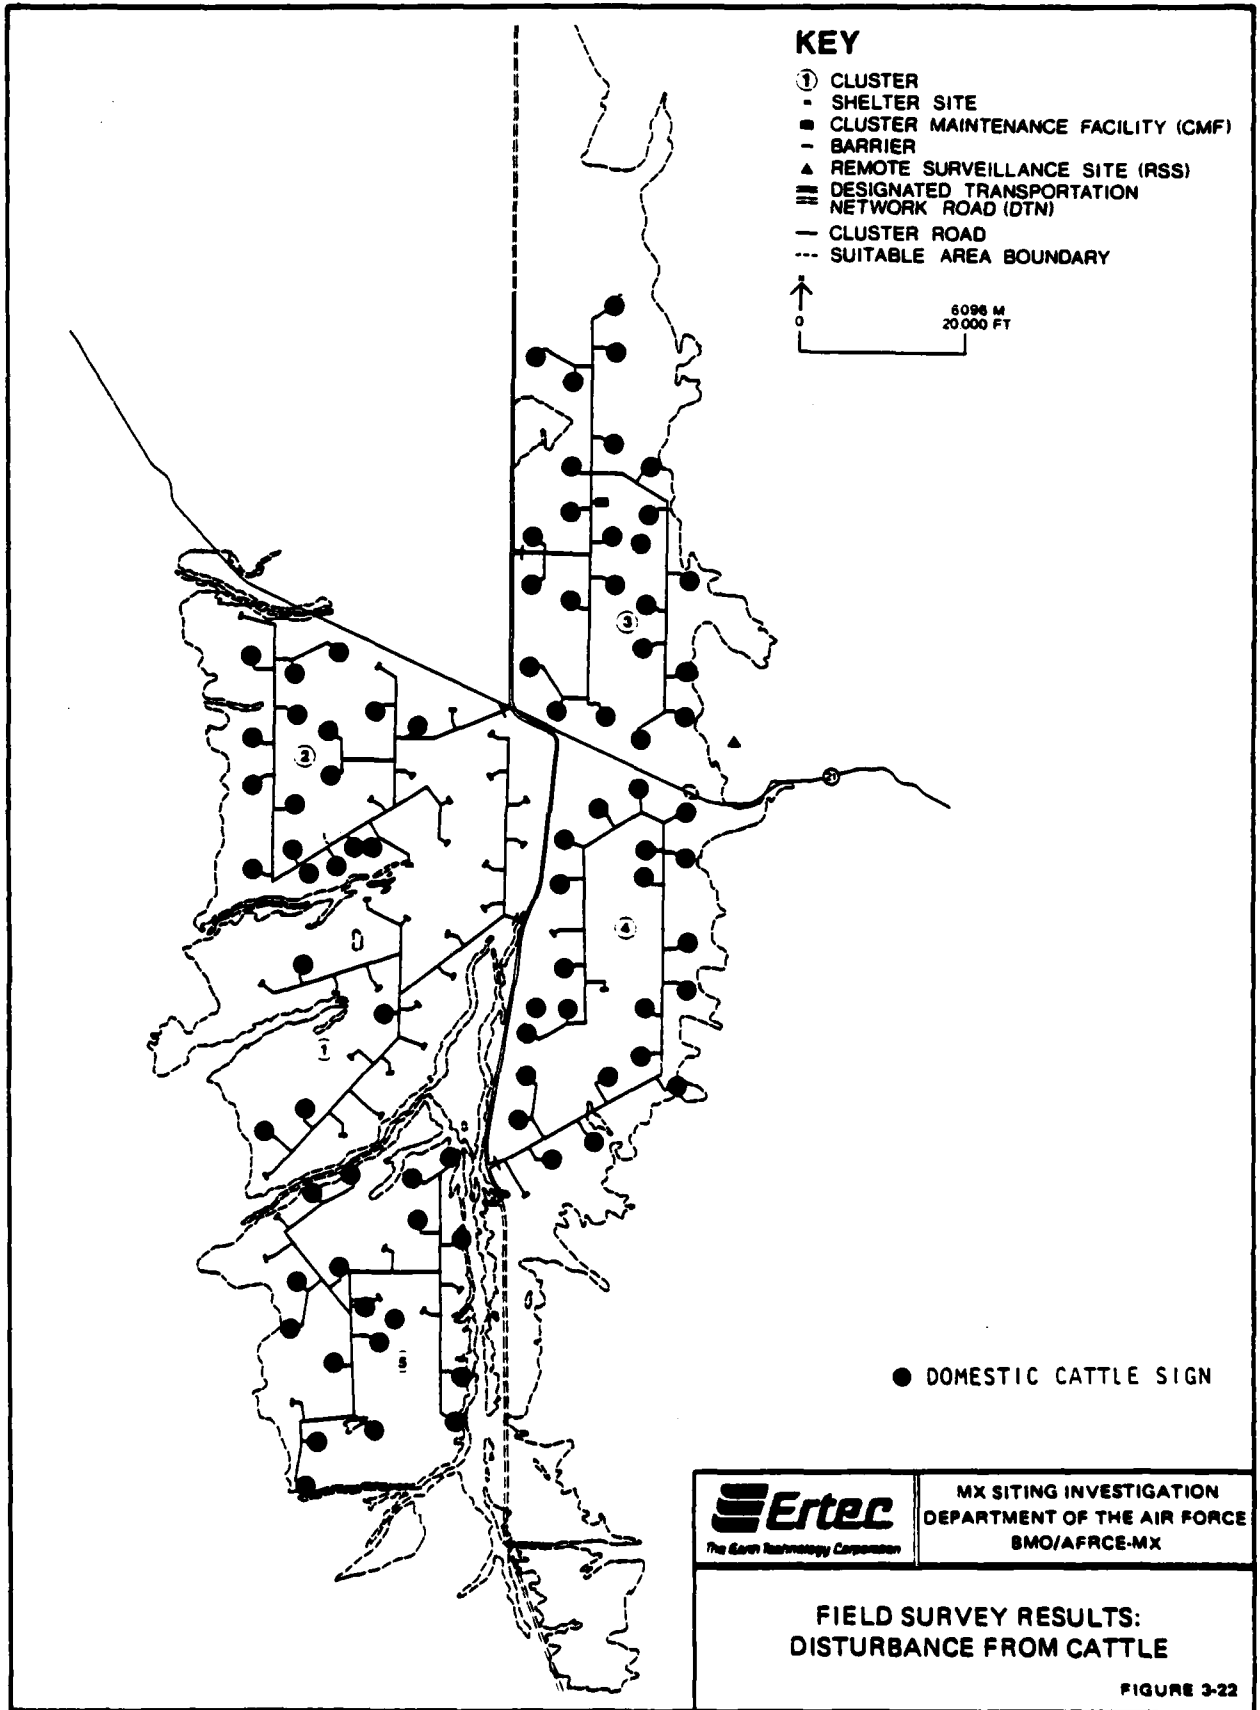 KEY
1 CLUSTER
SHELTER SITE
CLUSTER MAINTENANCE FACILITY (CMF)
BARRIER
REMOTE SURVEILLANCE SITE (RSS)
DESIGNATED TRANSPORTATION
NETWORK ROAD (DTN)
CLUSTER ROAD
SUITABLE AREA BOUNDARY
N
0
6096 M
20000 FT
3
2
21
4
1
5
DOMESTIC CATTLE SIGN
Ertec
The Earth Technology Corporation
MX SITING INVESTIGATION
DEPARTMENT OF THE AIR FORCE
BMO/AFRCE-MX
FIELD SURVEY RESULTS:
DISTURBANCE FROM CATTLE
FIGURE 3-22